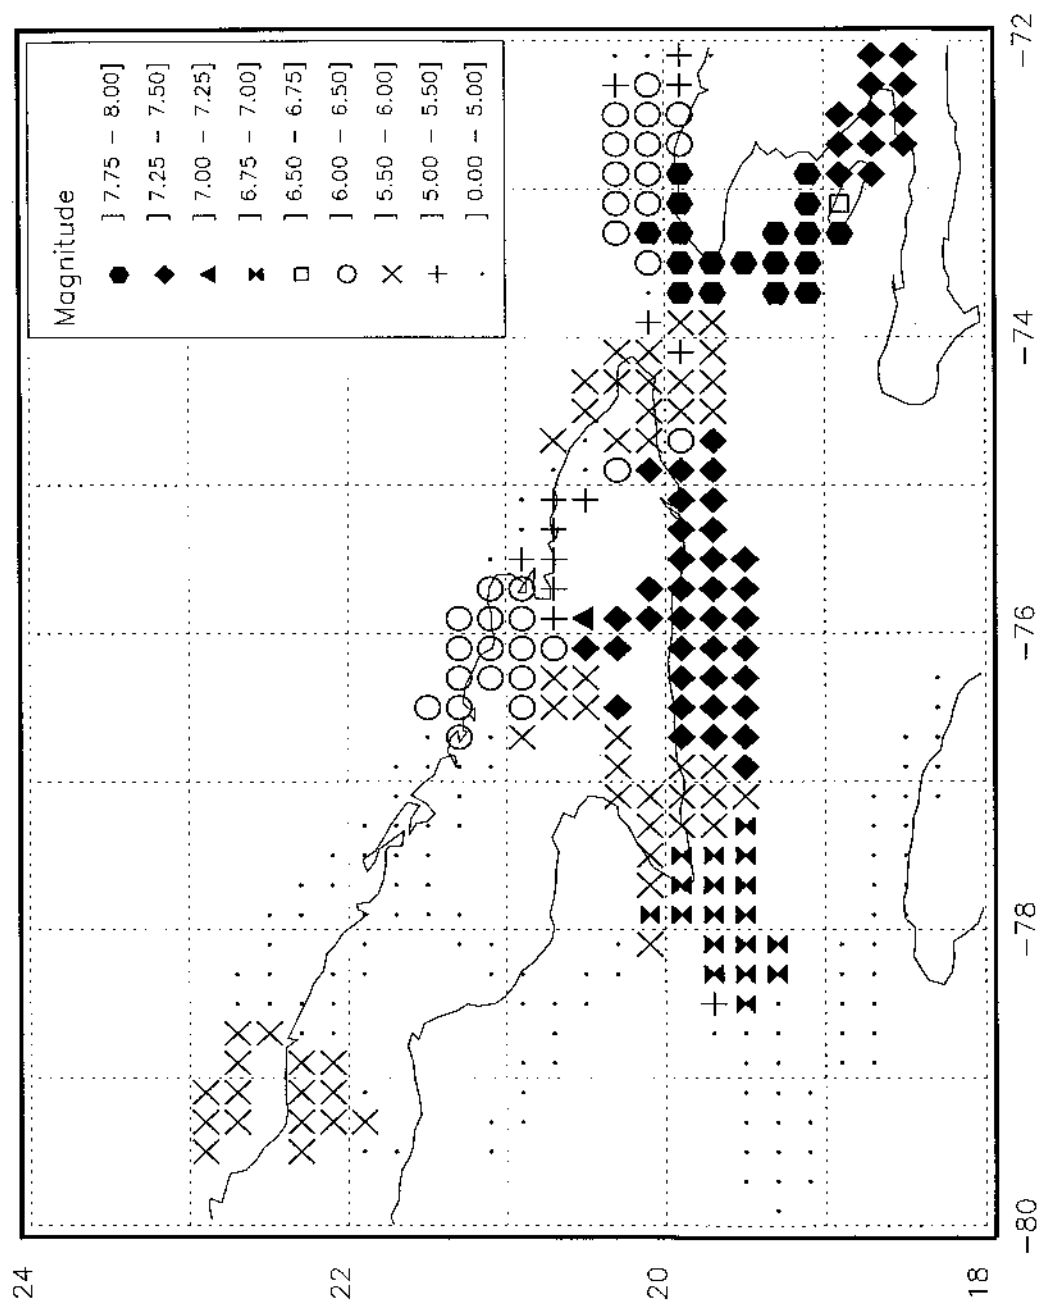 Magnitude
] 7.75 - 8.00]
] 7.25 - 7.50]
] 7.00 - 7.25]
] 6.75 - 7.00]
] 6.50 - 6.75]
] 6.00 - 6.50]
] 5.50 - 6.00]
] 5.00 - 5.50]
] 0.00 - 5.00]
24
22
20
18
-80
-78
-76
-74
-72